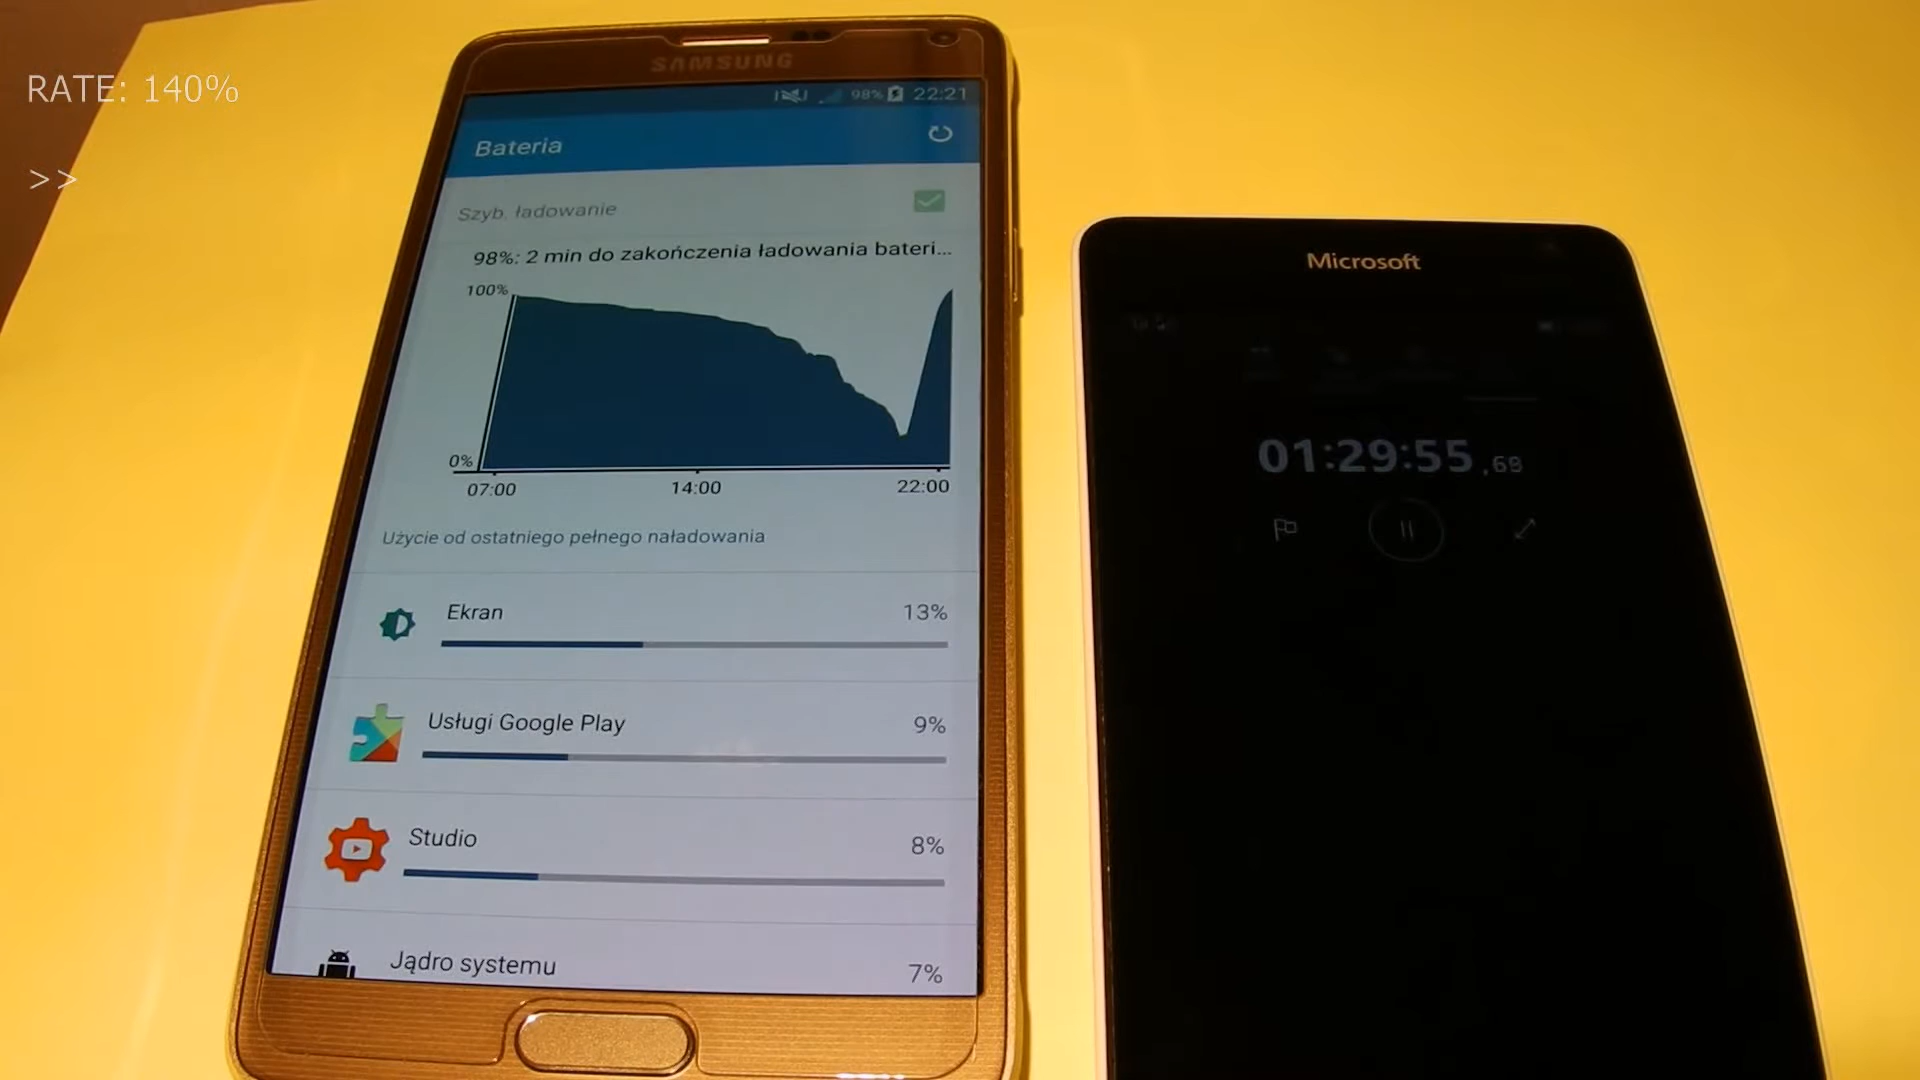 RATE: 140%
>>
SAMSUNG
98% 22:21
Bateria
Szyb. ładowanie
98%: 2 min do zakończenia ładowania bateri...
100%
0%
07:00 14:00 22:00
Użycie od ostatniego pełnego naładowania
Ekran 13%
Usługi Google Play 9%
Studio 8%
Jądro systemu 7%
Microsoft
01:29:55,68